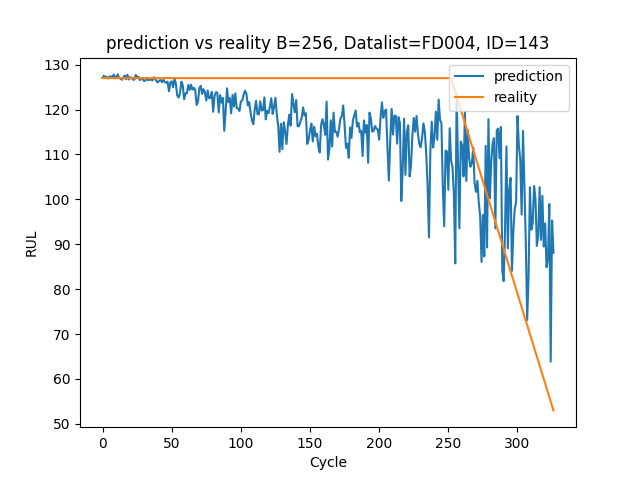 prediction vs reality B=256, Datalist=FD004, ID=143
prediction
reality
RUL
130
120
110
100
90
80
70
60
50
0 50 100 150 200 250 300
Cycle